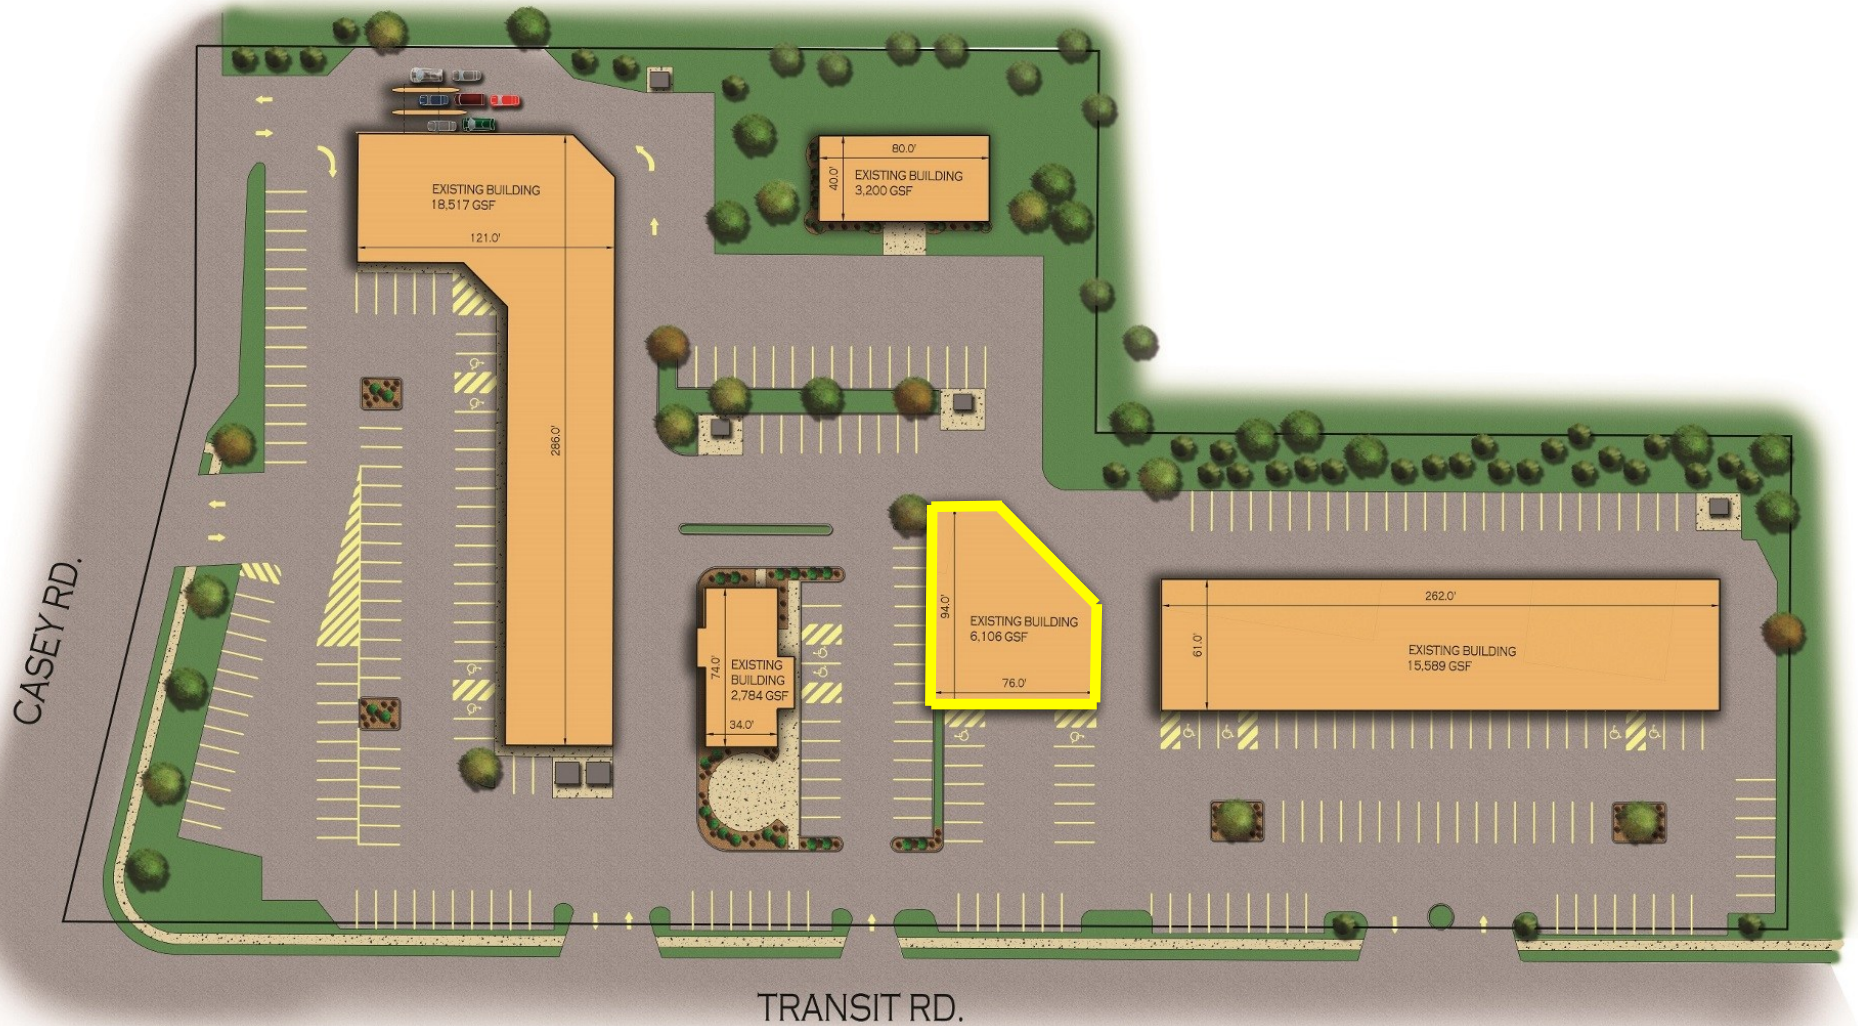 EXISTING BUILDING
18,517 GSF
121.0'
286.0'
80.0'
40.0'
EXISTING BUILDING
3,200 GSF
94.0'
EXISTING BUILDING
6,106 GSF
76.0'
262.0'
61.0'
EXISTING BUILDING
15,589 GSF
74.0'
EXISTING
BUILDING
2,784 GSF
34.0'
CASEY RD.
TRANSIT RD.